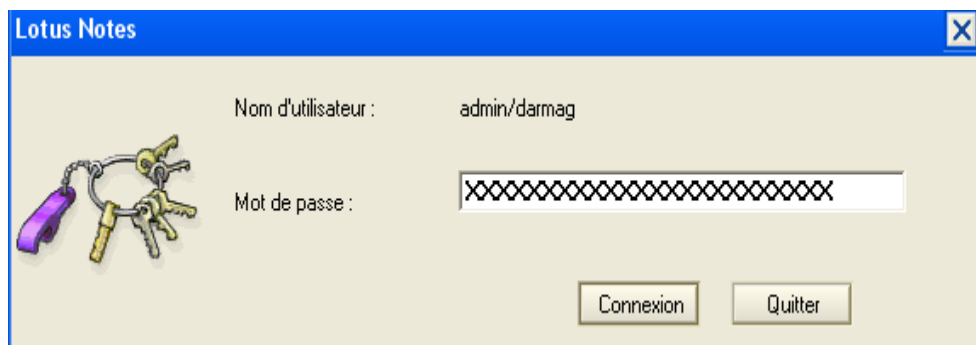 Lotus Notes
Nom d'utilisateur : admin/darmag
Mot de passe : XXXXXXXXXXXXXXXXXXXXXXXX
Connexion Quitter